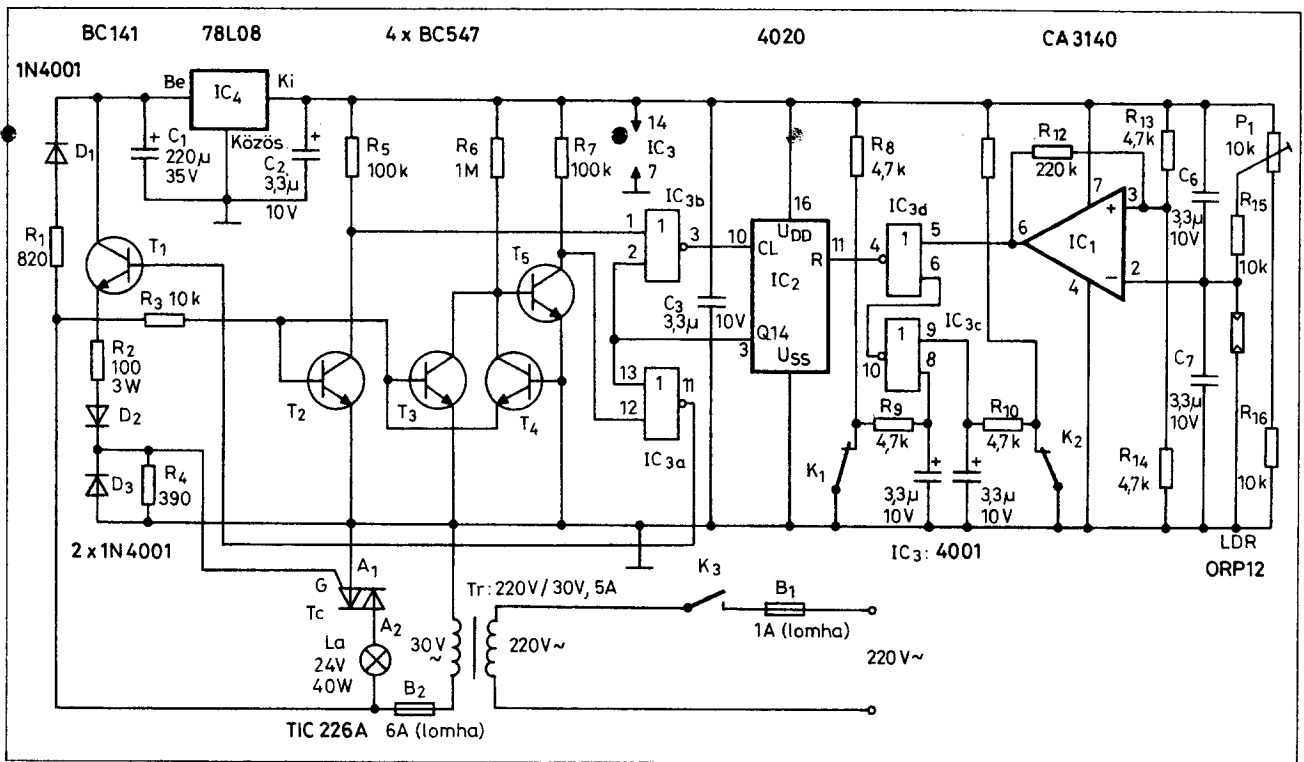 BC141 78L08 4 x BC547 4020 CA3140
1N4001
Be IC4 Ki
Közös
D1
C1
220µ
35V
C2
3,3µ
10V
R5
100k
R6
1M
R7
100k
14
IC3
7
R8
4,7k
R12
220k
R13
4,7k
P1
10k
R1
820
T1
R3 10k
T5
IC3b
1
1
2
3
10
CL
16
UDD
R
11
IC2
Q14
3
USS
C3
3,3µ
10V
IC3d
4
1
5
6
6
7
3
+
IC1
−
2
4
C6
3,3µ
10V
R15
10k
R2
100
3W
D2
D3
R4
390
T2
T3
T4
13
1
12
11
IC3a
10
1
9
8
IC3c
R9
4,7k
R10
4,7k
K1
K2
+
3,3µ
10V
+
3,3µ
10V
C7
3,3µ
10V
R14
4,7k
R16
10k
2 x 1N4001
IC3: 4001
LDR
ORP12
A1
G
Tc
A2
La
24V
40W
Tr: 220V / 30V, 5A
30V
~
220V~
K3
B1
1A (lomha)
220V~
B2
TIC 226A 6A (lomha)